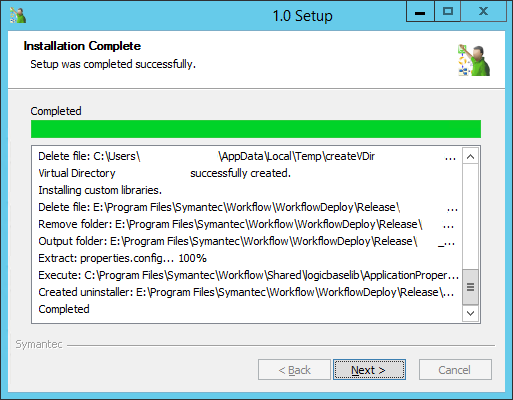 1.0 Setup
Installation Complete
Setup was completed successfully.
Completed
Delete file: C:\Users\ \AppData\Local\Temp\createVDir ...
Virtual Directory successfully created.
Installing custom libraries.
Delete file: E:\Program Files\Symantec\Workflow\WorkflowDeploy\Release\ ...
Remove folder: E:\Program Files\Symantec\Workflow\WorkflowDeploy\Release\ ...
Output folder: E:\Program Files\Symantec\Workflow\WorkflowDeploy\Release\ _...
Extract: properties.config... 100%
Execute: C:\Program Files\Symantec\Workflow\Shared\logicbaselib\ApplicationProper...
Created uninstaller: E:\Program Files\Symantec\Workflow\WorkflowDeploy\Release\...
Completed
Symantec
< Back Next > Cancel